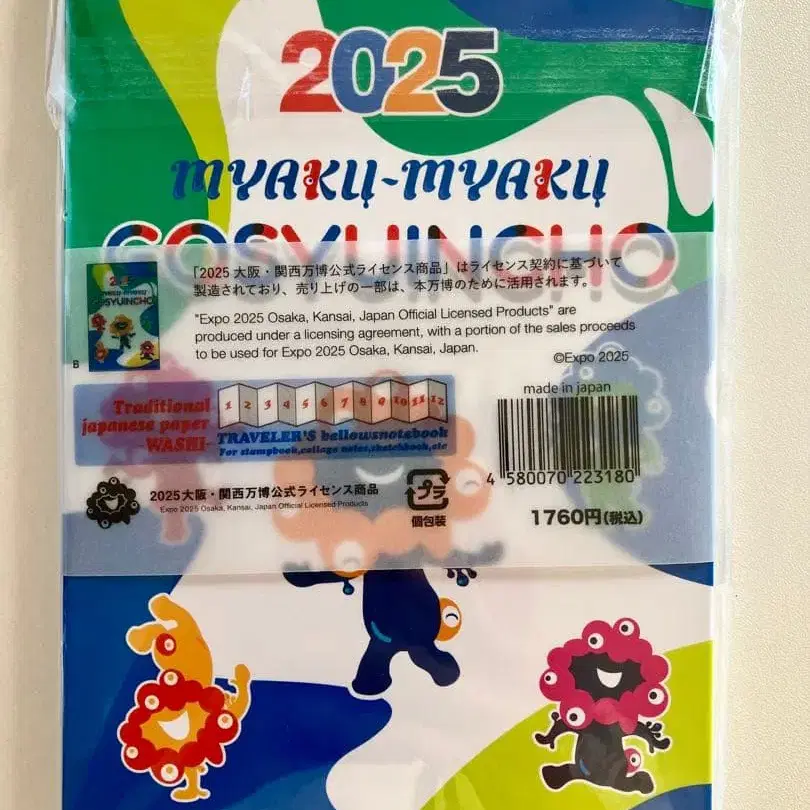 2025
MYAKU-MYAKU
GOSYUINCHO
「2025 大阪・関西万博公式ライセンス商品」はライセンス契約に基づいて
製造されており、売り上げの一部は、本万博のために活用されます。
"Expo 2025 Osaka, Kansai, Japan Official Licensed Products" are
produced under a licensing agreement, with a portion of the sales proceeds
to be used for Expo 2025 Osaka, Kansai, Japan.
©Expo 2025
2025
MYAKU-MYAKU
GOSYUINCHO
B
made in japan
Traditional
japanese paper
-WASHI-
1 2 3 4 5 6 7 8 9 10 11 12
TRAVELER'S bellowsnotebook
For stampbook,collage notes,sketchbook,etc
4 580070 223180
2025大阪・関西万博公式ライセンス商品
Expo 2025 Osaka, Kansai, Japan Official Licensed Products
プラ
個包装
1760円(税込)